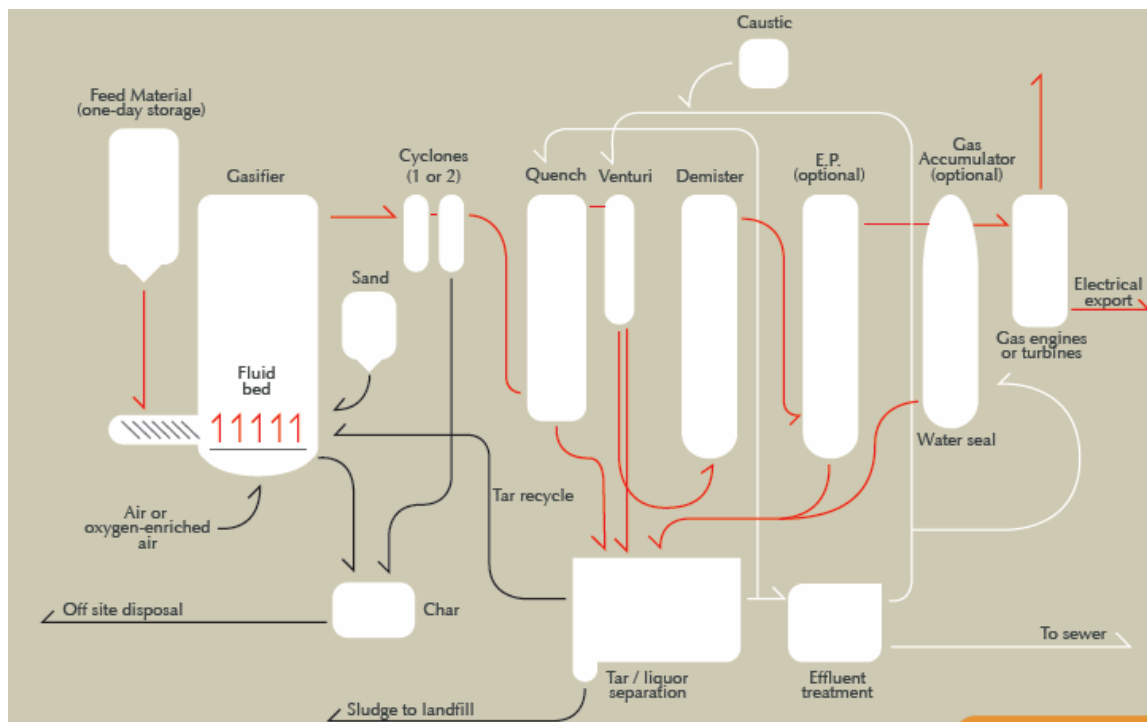 Caustic
Feed Material
(one-day storage)
Gasifier
Cyclones
(1 or 2)
Quench
Venturi
Demister
E.P.
(optional)
Gas
Accumulator
(optional)
Sand
Electrical
export
Gas engines
or turbines
Fluid
bed
Water seal
Tar recycle
Air or
oxygen-enriched
air
Off site disposal
Char
To sewer
Tar / liquor
separation
Effluent
treatment
Sludge to landfill